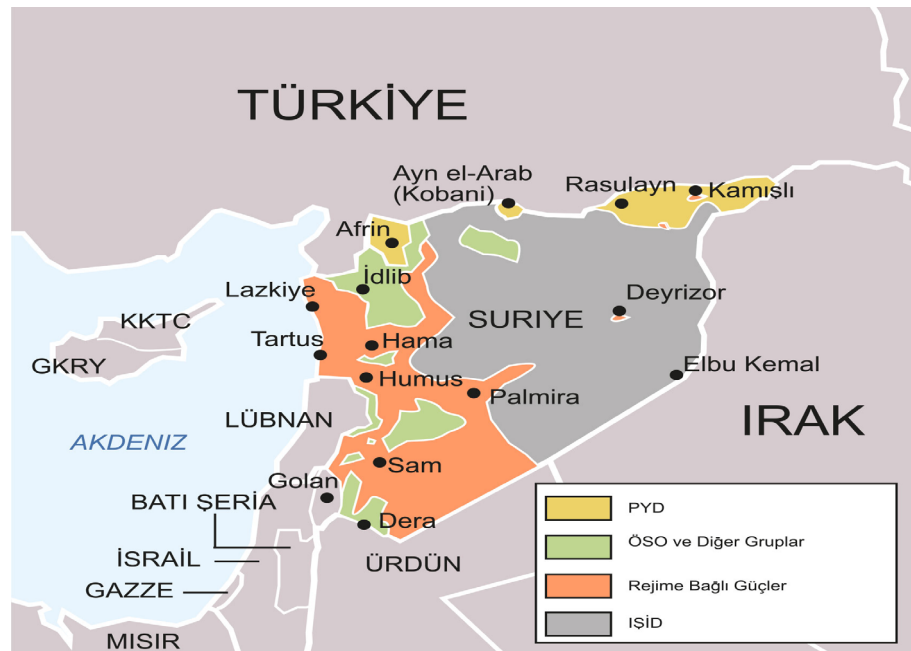 TÜRKİYE
Ayn el-Arab
(Kobani)
Rasulayn
Kamışlı
Afrin
İdlib
Lazkiye
Deyrizor
SURIYE
KKTC
Tartus
Hama
GKRY
Elbu Kemal
Humus
Palmira
LÜBNAN
IRAK
AKDENIZ
Sam
Golan
BATI ŞERİA
Dera
PYD
ÖSO ve Diğer Gruplar
İSRAİL
ÜRDÜN
GAZZE
Rejime Bağlı Güçler
IŞİD
MISIR